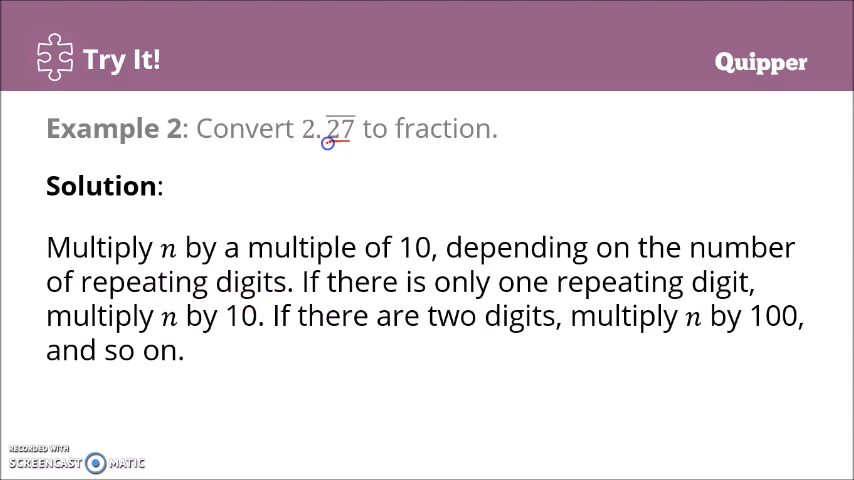 Try It!
Quipper
Example 2: Convert 2.2̅7̅ to fraction.
Solution:
Multiply n by a multiple of 10, depending on the number
of repeating digits. If there is only one repeating digit,
multiply n by 10. If there are two digits, multiply n by 100,
and so on.
RECORDED WITH
SCREENCAST MATIC